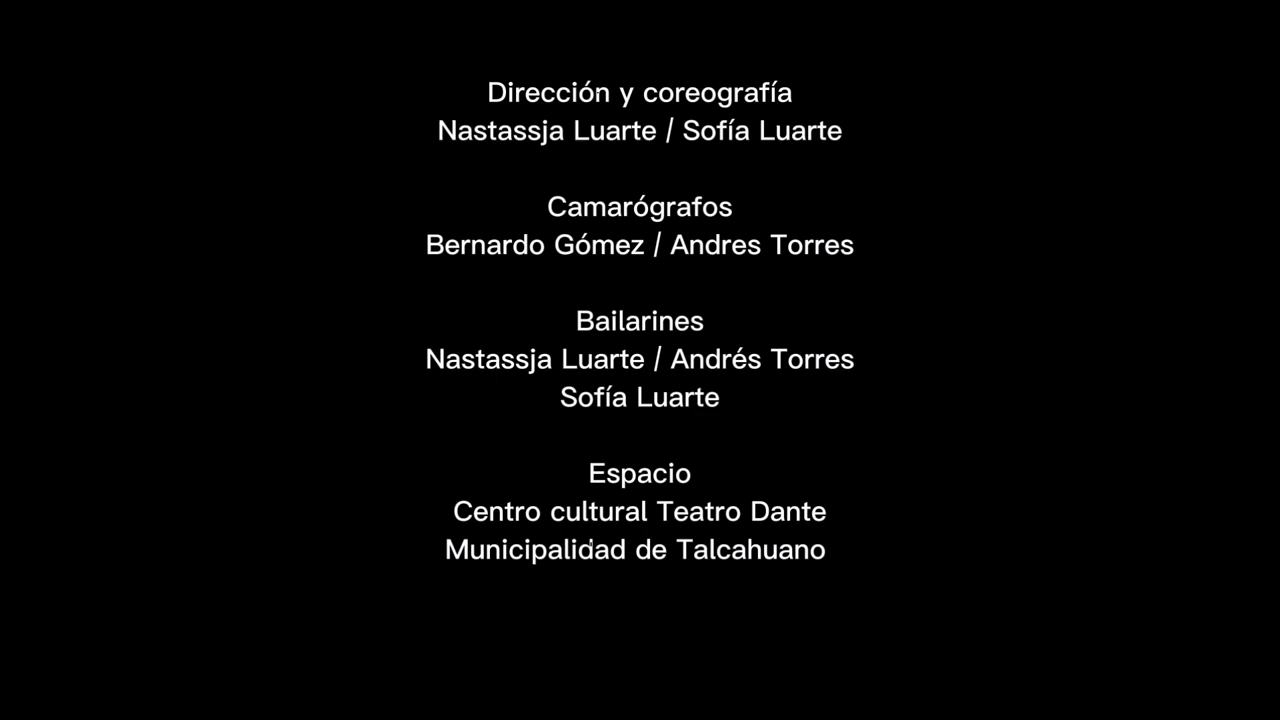 Dirección y coreografía
Nastassja Luarte / Sofía Luarte
Camarógrafos
Bernardo Gómez / Andres Torres
Bailarines
Nastassja Luarte / Andrés Torres
Sofía Luarte
Espacio
Centro cultural Teatro Dante
Municipalidad de Talcahuano